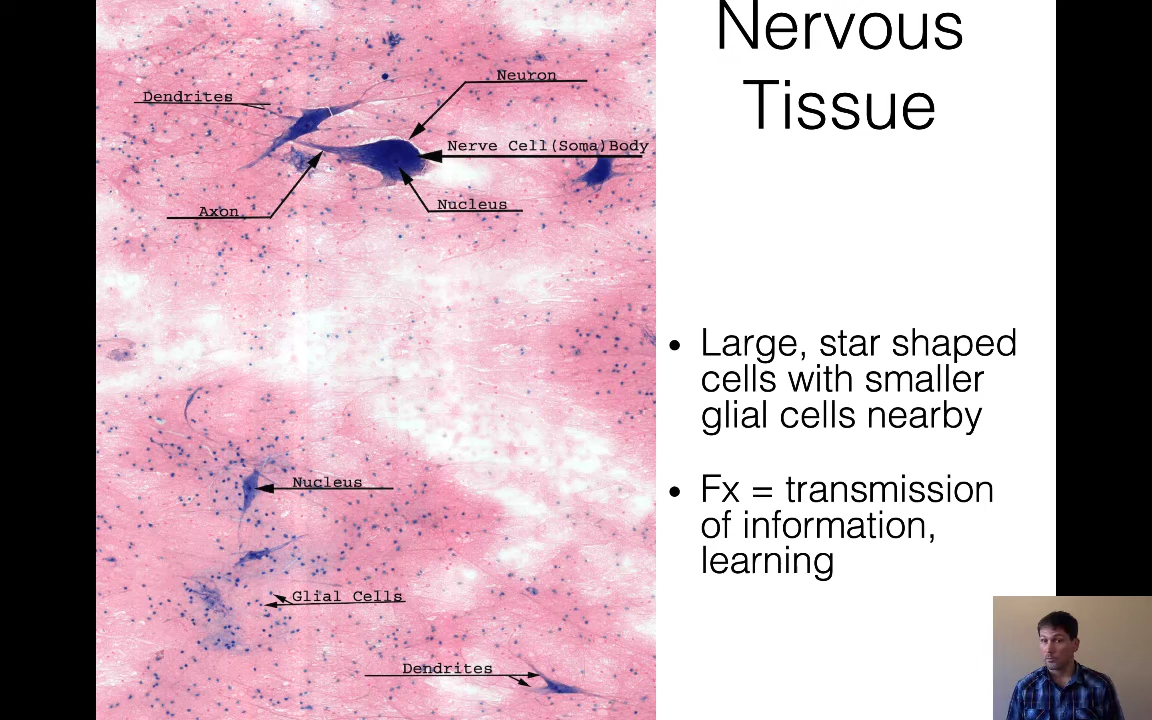 Nervous
Tissue
Neuron
Dendrites
Nerve Cell(Soma)Body
Axon
Nucleus
• Large, star shaped
cells with smaller
glial cells nearby
• Fx = transmission
of information,
learning
Nucleus
Glial Cells
Dendrites